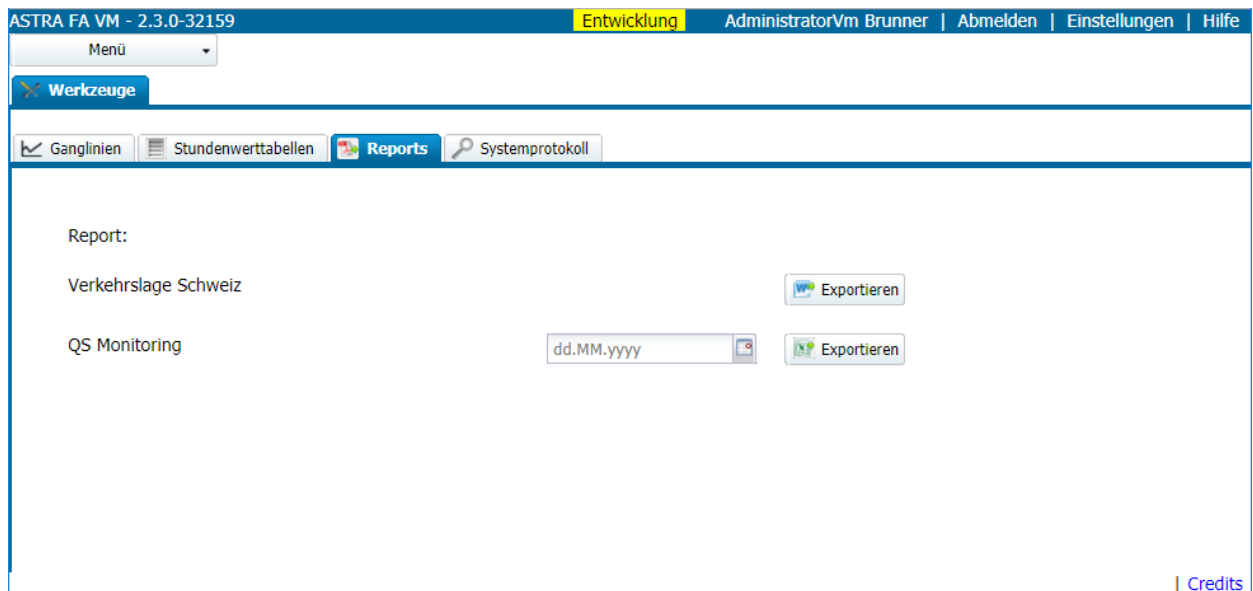 ASTRA FA VM - 2.3.0-32159 Entwicklung AdministratorVm Brunner | Abmelden | Einstellungen | Hilfe
Menü
Werkzeuge
Ganglinien Stundenwerttabellen Reports Systemprotokoll
Report:
Verkehrslage Schweiz Exportieren
QS Monitoring dd.MM.yyyy Exportieren
| Credits